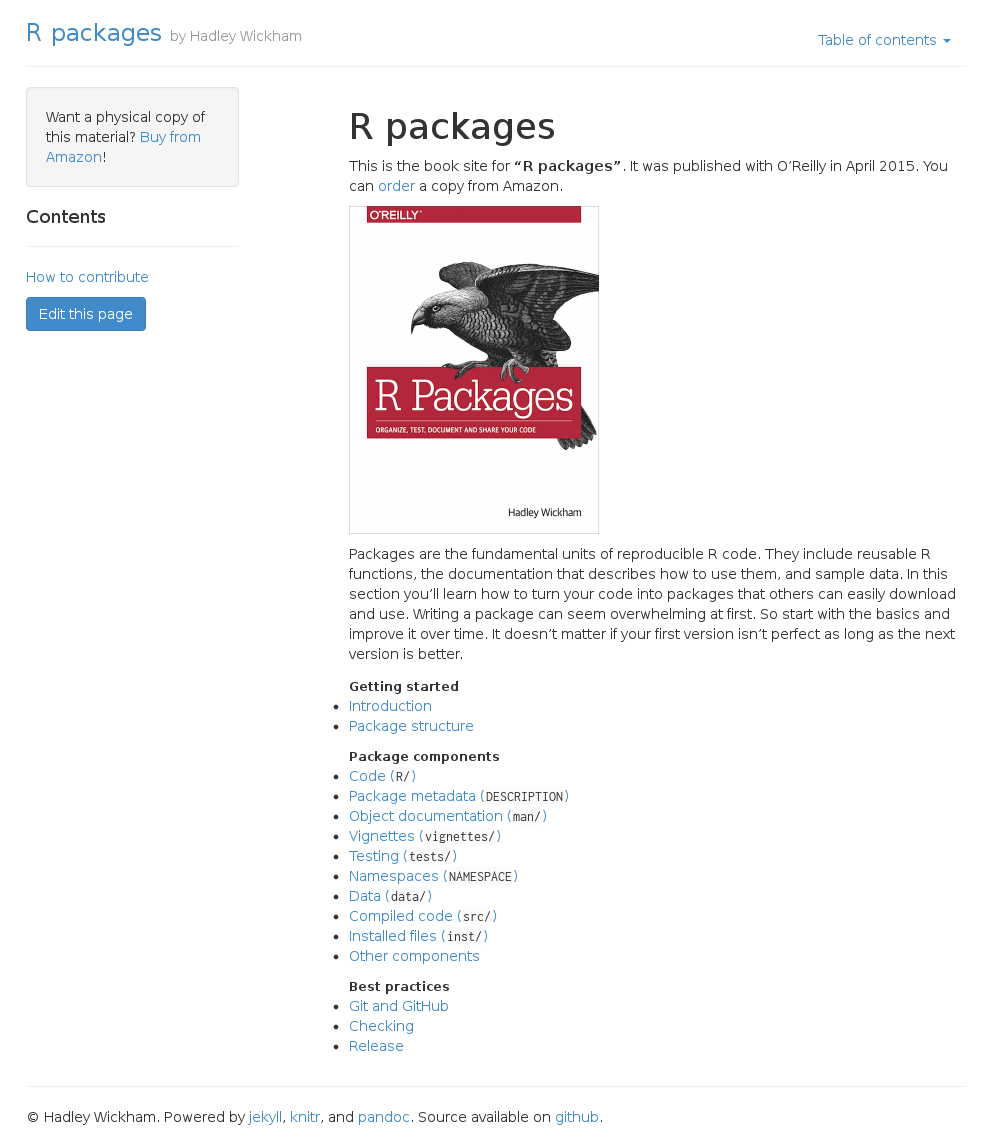 R packages by Hadley Wickham
Table of contents
Want a physical copy of
this material? Buy from
Amazon!
Contents
How to contribute
Edit this page
R packages
This is the book site for “R packages”. It was published with O’Reilly in April 2015. You
can order a copy from Amazon.
O'REILLY
R Packages
ORGANIZE, TEST, DOCUMENT AND SHARE YOUR CODE
Hadley Wickham
Packages are the fundamental units of reproducible R code. They include reusable R
functions, the documentation that describes how to use them, and sample data. In this
section you’ll learn how to turn your code into packages that others can easily download
and use. Writing a package can seem overwhelming at first. So start with the basics and
improve it over time. It doesn’t matter if your first version isn’t perfect as long as the next
version is better.
Getting started
• Introduction
• Package structure
Package components
• Code (R/)
• Package metadata (DESCRIPTION)
• Object documentation (man/)
• Vignettes (vignettes/)
• Testing (tests/)
• Namespaces (NAMESPACE)
• Data (data/)
• Compiled code (src/)
• Installed files (inst/)
• Other components
Best practices
• Git and GitHub
• Checking
• Release
© Hadley Wickham. Powered by jekyll, knitr, and pandoc. Source available on github.